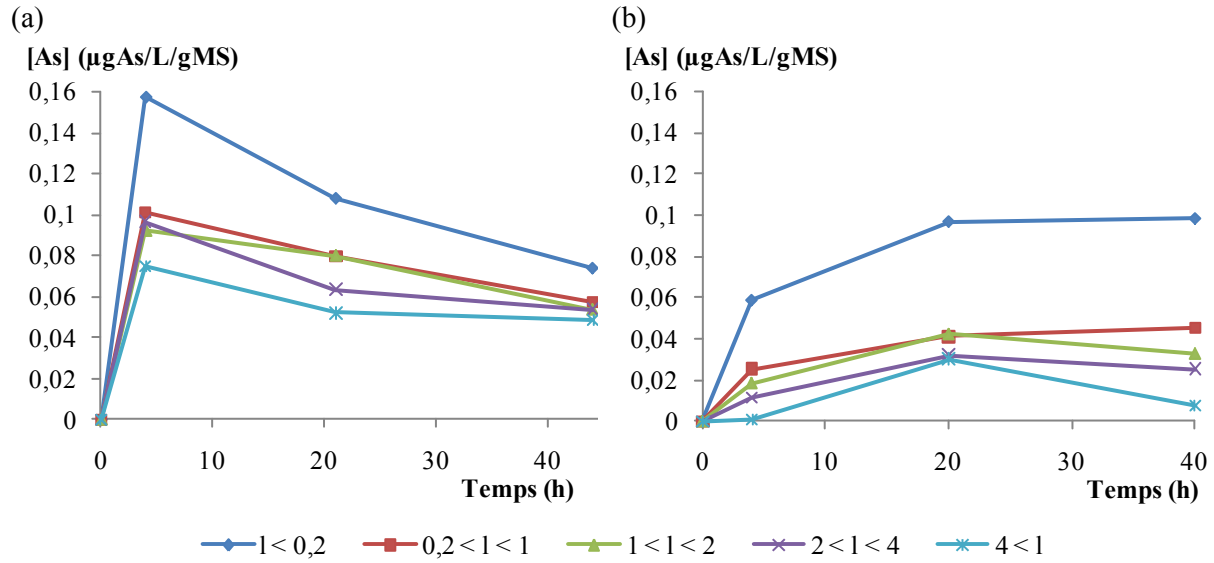 (a)
[As] (µgAs/L/gMS)
0,16
0,14
0,12
0,1
0,08
0,06
0,04
0,02
0
0 10 20 30 40
Temps (h)
(b)
[As] (µgAs/L/gMS)
0,16
0,14
0,12
0,1
0,08
0,06
0,04
0,02
0
0 10 20 30 40
Temps (h)
l < 0,2 0,2 < l < 1 1 < l < 2 2 < l < 4 4 < l